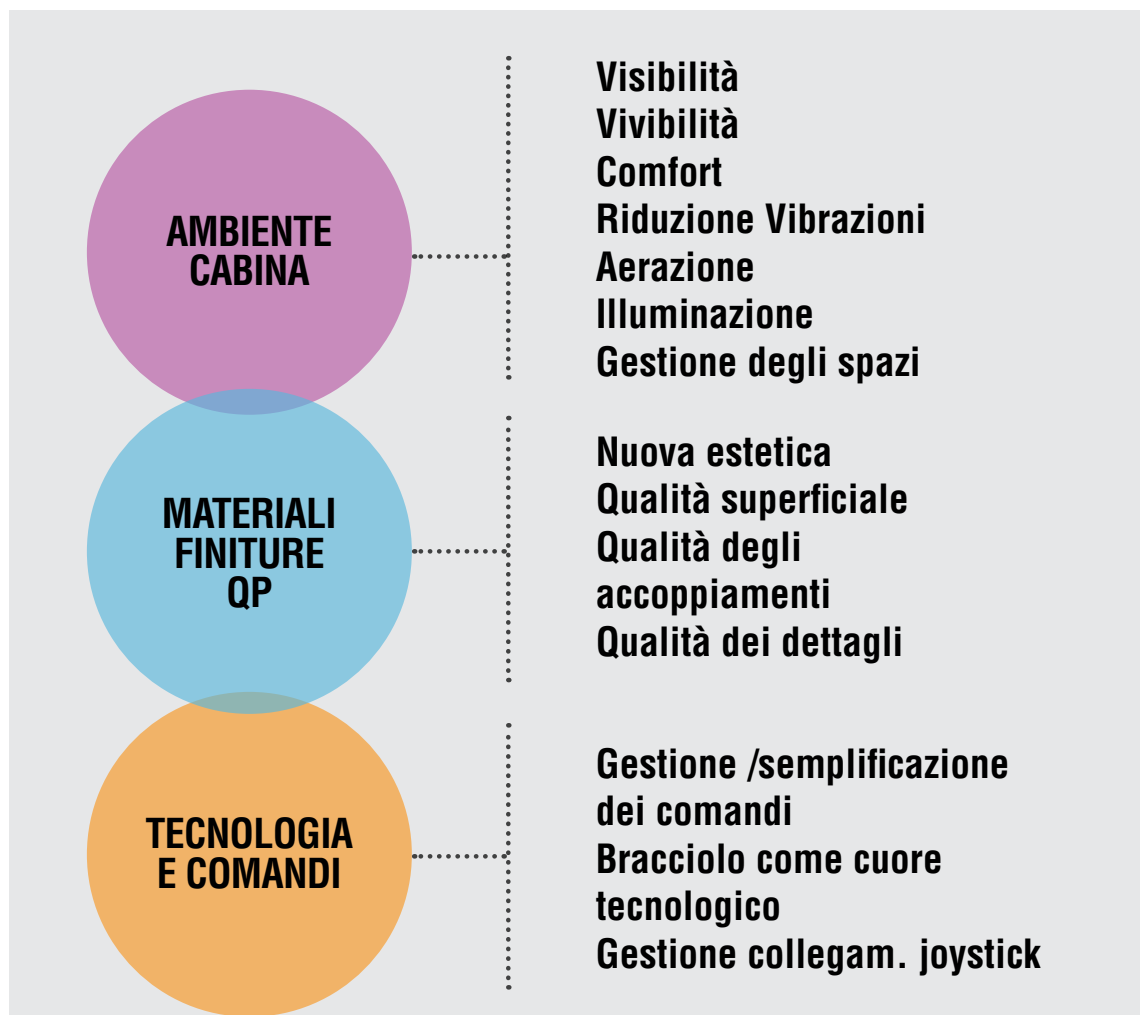 AMBIENTE
CABINA
Visibilità
Vivibilità
Comfort
Riduzione Vibrazioni
Aerazione
Illuminazione
Gestione degli spazi
MATERIALI
FINITURE
QP
Nuova estetica
Qualità superficiale
Qualità degli
accoppiamenti
Qualità dei dettagli
TECNOLOGIA
E COMANDI
Gestione /semplificazione
dei comandi
Bracciolo come cuore
tecnologico
Gestione collegam. joystick